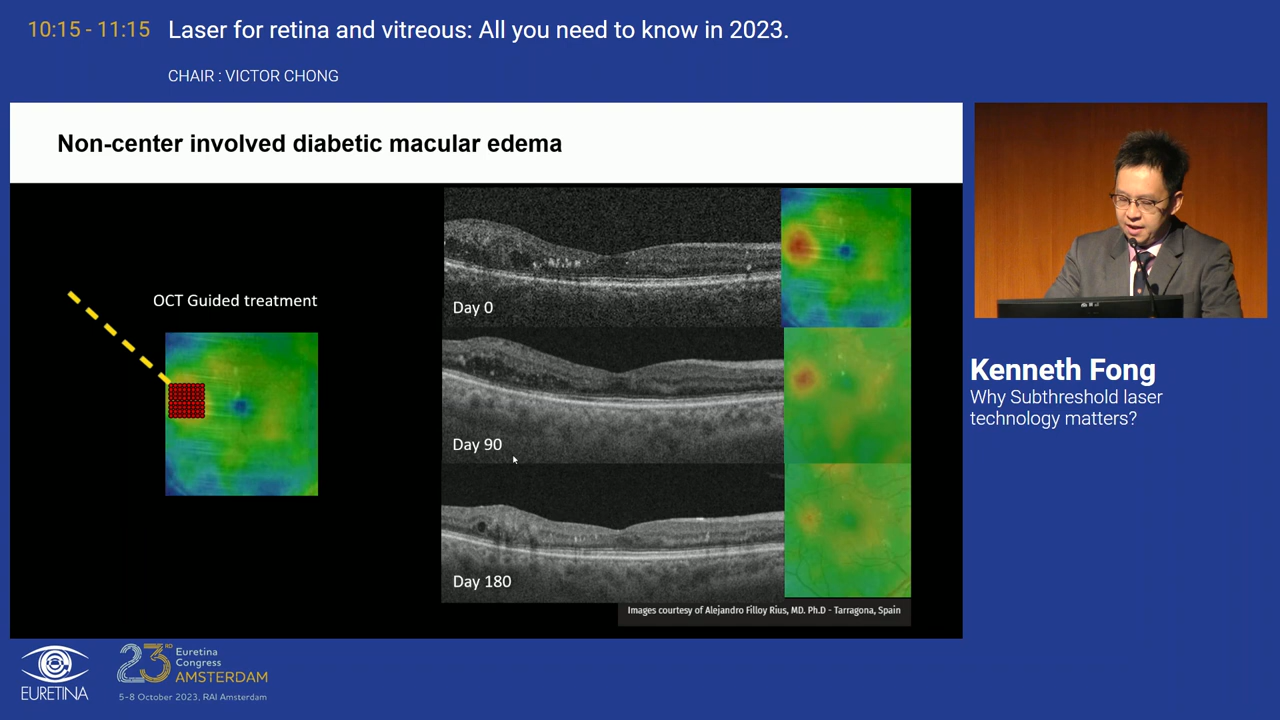 10:15 - 11:15
Laser for retina and vitreous: All you need to know in 2023.
CHAIR : VICTOR CHONG
Non-center involved diabetic macular edema
OCT Guided treatment
Day 0
Day 90
Day 180
Images courtesy of Alejandro Filloy Rius, MD. Ph.D - Tarragona, Spain
Kenneth Fong
Why Subthreshold laser
technology matters?
EURETINA
23RD
Euretina
Congress
AMSTERDAM
5-8 October 2023, RAI Amsterdam